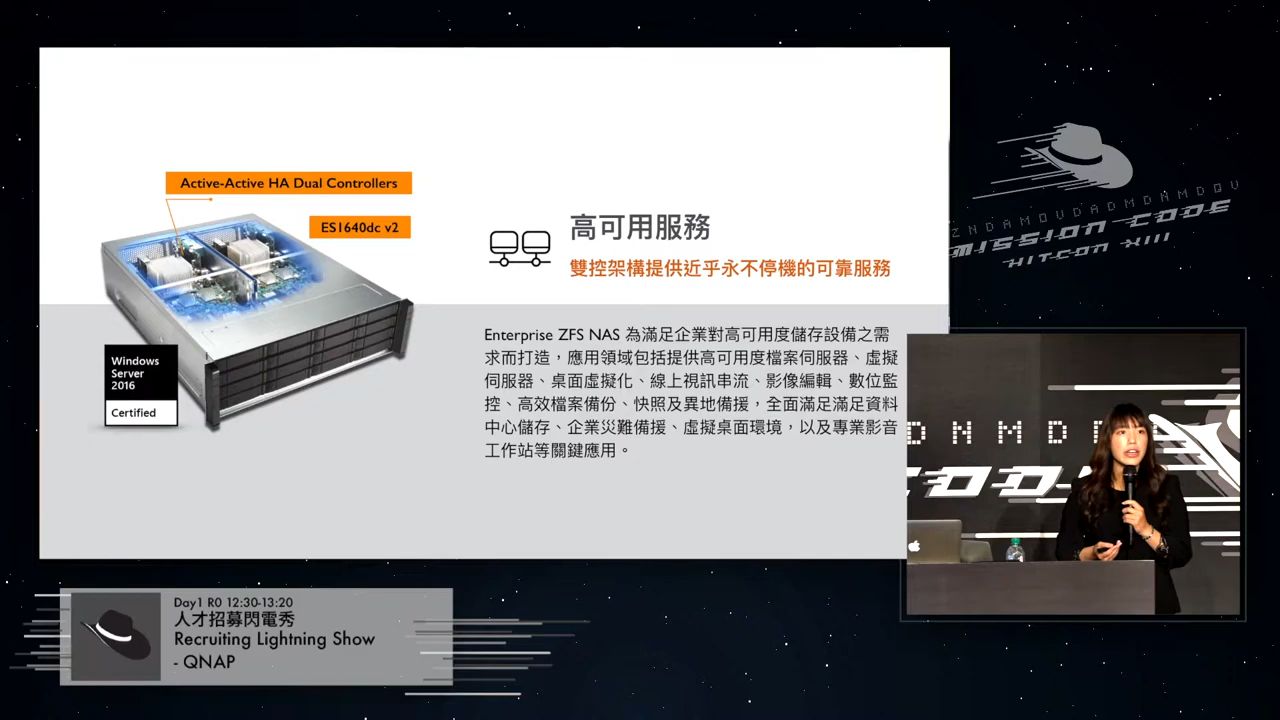 Active-Active HA Dual Controllers
ES1640dc v2
高可用服務
雙控架構提供近乎永不停機的可靠服務
Windows
Server
2016
Certified
Enterprise ZFS NAS 為滿足企業對高可用度儲存設備之需
求而打造，應用領域包括提供高可用度檔案伺服器、虛擬
伺服器、桌面虛擬化、線上視訊串流、影像編輯、數位監
控、高效檔案備份、快照及異地備援，全面滿足滿足資料
中心儲存、企業災難備援、虛擬桌面環境，以及專業影音
工作站等關鍵應用。
ZNDAMOUDADMDNMDQU
MISSION CODE
HITCON XIII
DNMD
COD
Day1 R0 12:30-13:20
人才招募閃電秀
Recruiting Lightning Show
- QNAP